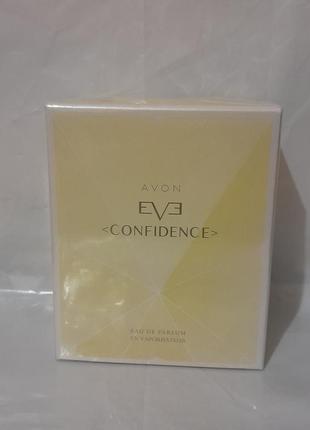 AVON
EVE
<CONFIDENCE>
EAU DE PARFUM
EN VAPORISATEUR